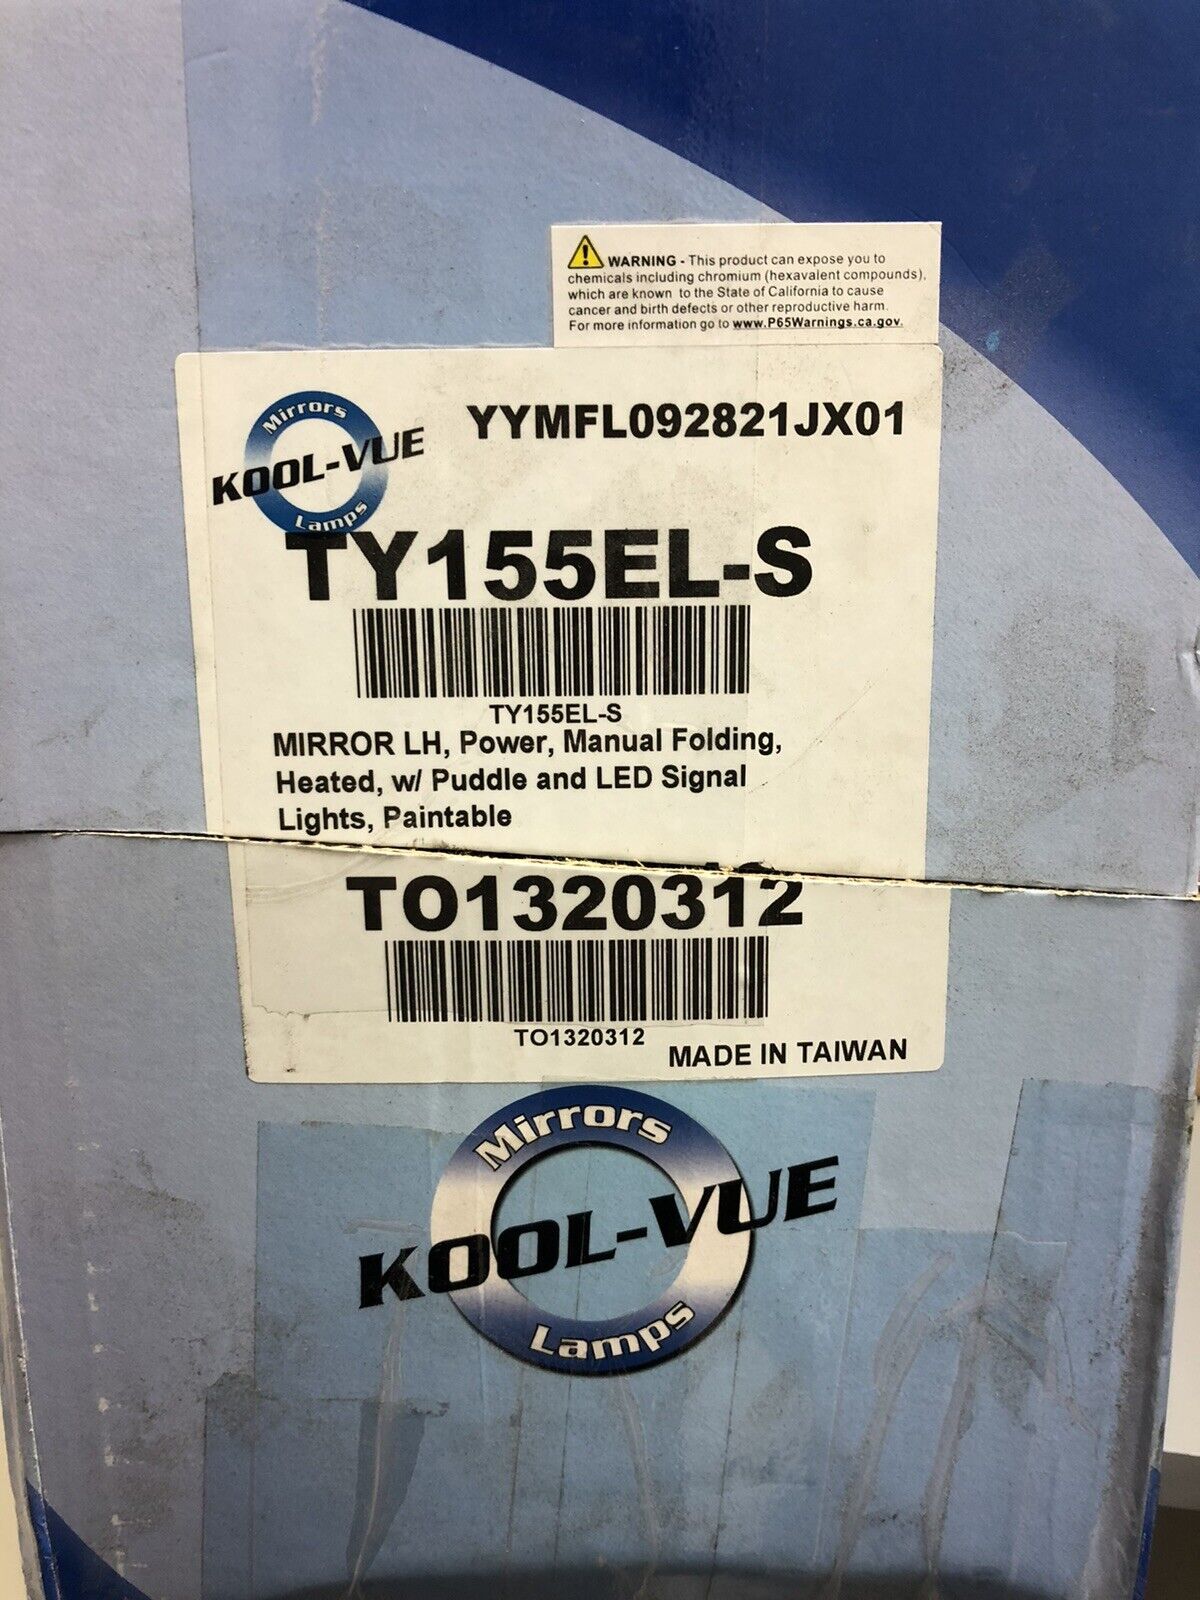 WARNING - This product can expose you to
chemicals including chromium (hexavalent compounds),
which are known to the State of California to cause
cancer and birth defects or other reproductive harm.
For more information go to www.P65Warnings.ca.gov.
Mirrors
KOOL-VUE
Lamps
YYMFL092821JX01
TY155EL-S
TY155EL-S
MIRROR LH, Power, Manual Folding,
Heated, w/ Puddle and LED Signal
Lights, Paintable
TO1320312
TO1320312
MADE IN TAIWAN
Mirrors
KOOL-VUE
Lamps